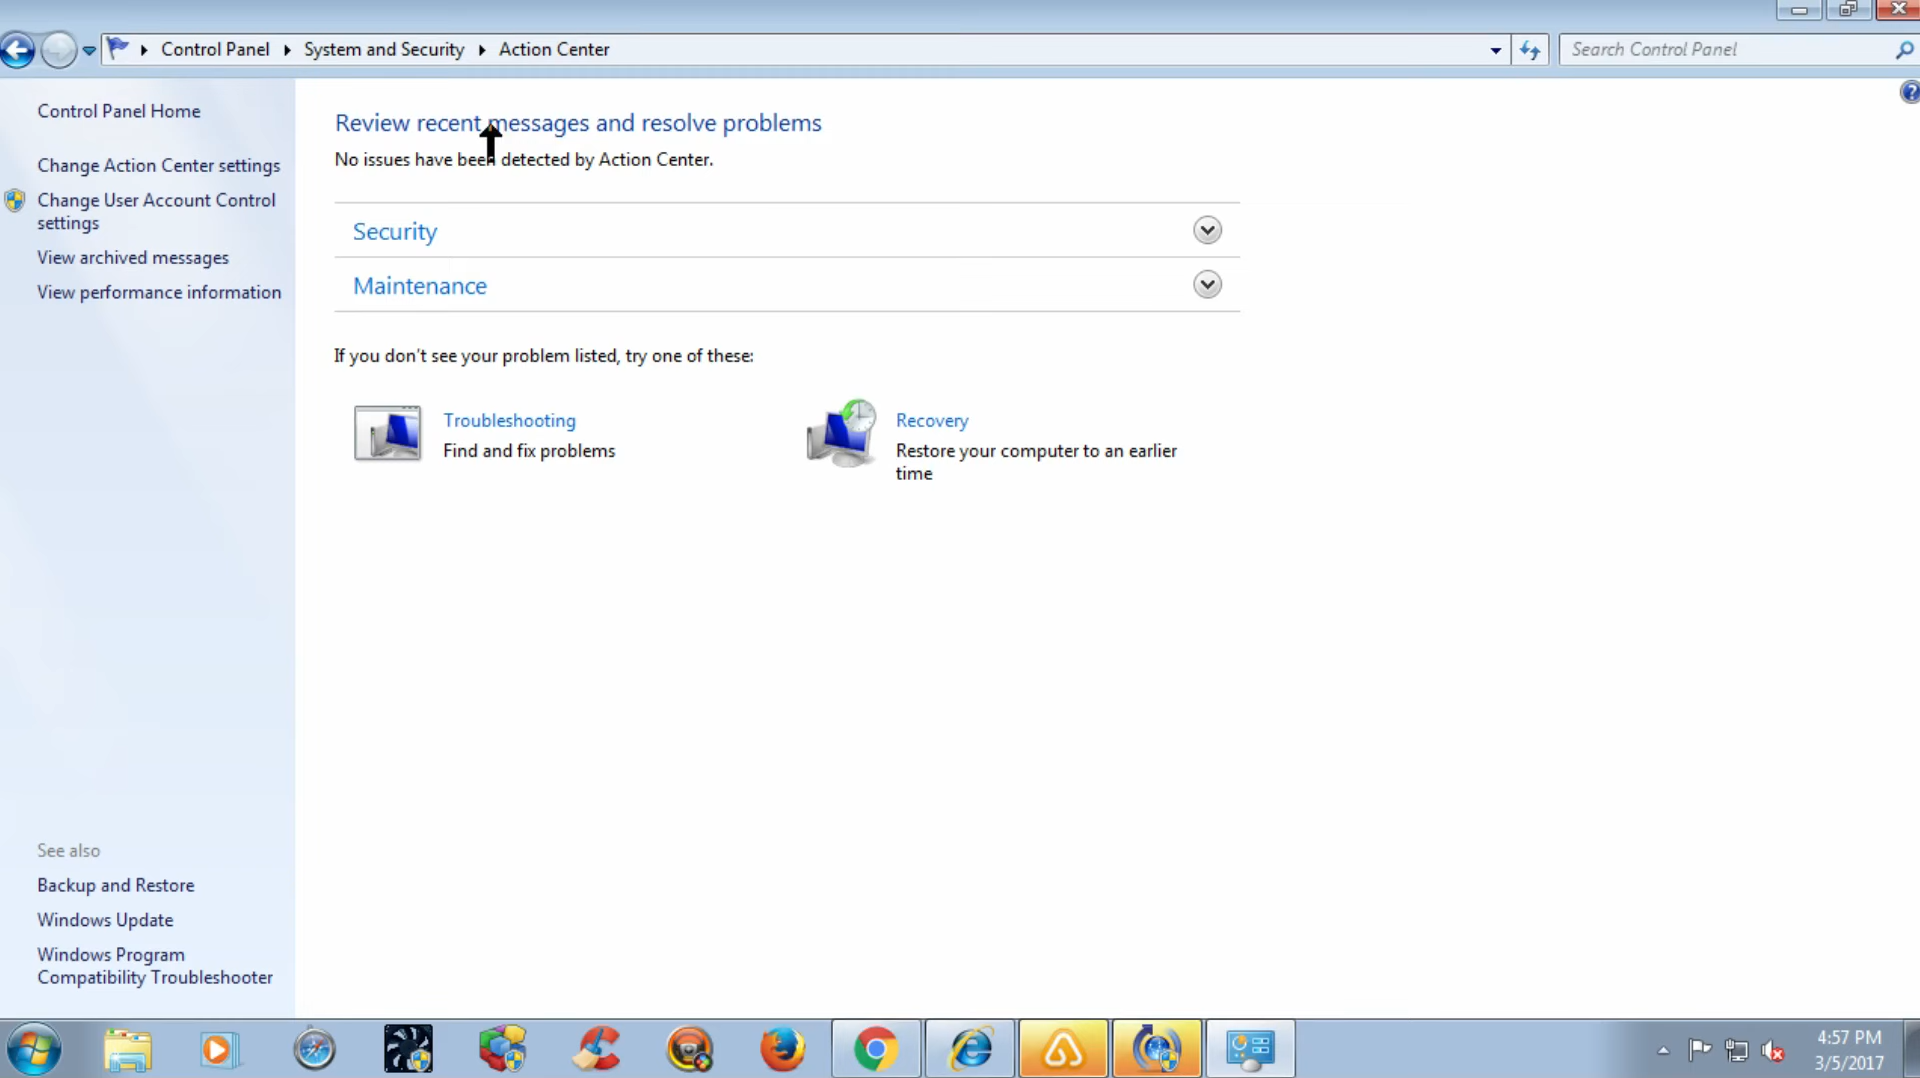 Control Panel System and Security Action Center
Search Control Panel
Control Panel Home
Change Action Center settings
Change User Account Control
settings
View archived messages
View performance information
See also
Backup and Restore
Windows Update
Windows Program
Compatibility Troubleshooter
Review recent messages and resolve problems
No issues have been detected by Action Center.
Security
Maintenance
If you don't see your problem listed, try one of these:
Troubleshooting
Find and fix problems
Recovery
Restore your computer to an earlier
time
4:57 PM
3/5/2017